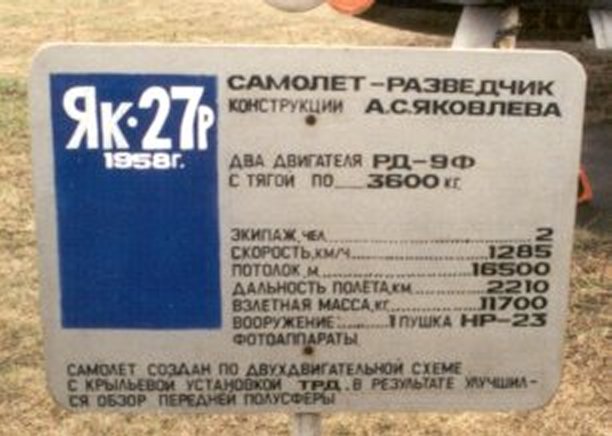 Як-27р
1958г.
САМОЛЕТ-РАЗВЕДЧИК
КОНСТРУКЦИИ А.С.ЯКОВЛЕВА
ДВА ДВИГАТЕЛЯ РД-9Ф
С ТЯГОЙ ПО 3600 кг.
ЭКИПАЖ, ЧЕЛ. 2
СКОРОСТЬ, КМ/Ч 1285
ПОТОЛОК, М 16500
ДАЛЬНОСТЬ ПОЛЁТА, КМ 2210
ВЗЛЕТНАЯ МАССА, КГ 11700
ВООРУЖЕНИЕ 1 ПУШКА НР-23
ФОТОАППАРАТЫ
САМОЛЕТ СОЗДАН ПО ДВУХДВИГАТЕЛЬНОЙ СХЕМЕ
С КРЫЛЬЕВОЙ УСТАНОВКОЙ ТРД. В РЕЗУЛЬТАТЕ УЛУЧШИЛ-
СЯ ОБЗОР ПЕРЕДНЕЙ ПОЛУСФЕРЫ